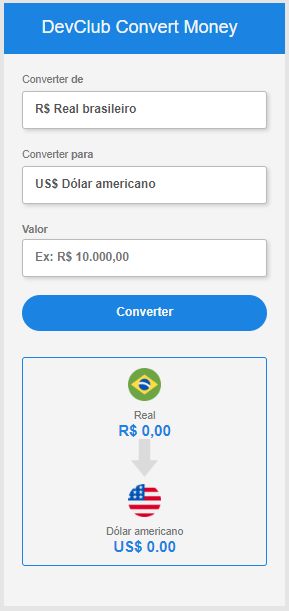 DevClub Convert Money
Converter de
R$ Real brasileiro
Converter para
US$ Dólar americano
Valor
Ex: R$ 10.000,00
Converter
Real
R$ 0,00
Dólar americano
US$ 0.00